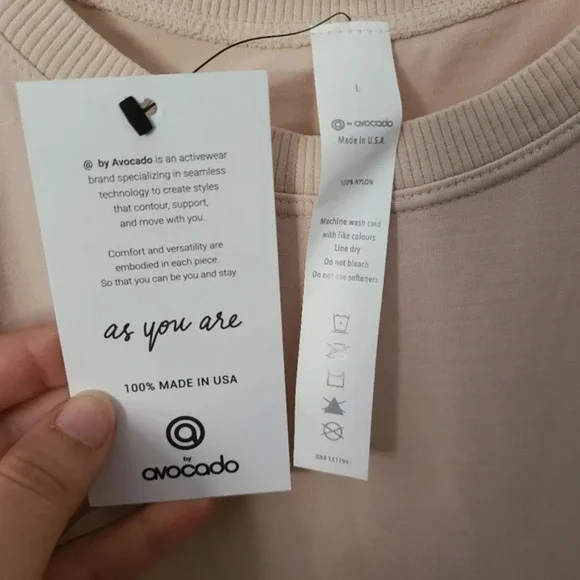 @ by Avocado is an activewear
brand specializing in seamless
technology to create styles
that contour, support,
and move with you.
Comfort and versatility are
embodied in each piece.
So that you can be you and stay
as you are
100% MADE IN USA
@
by
avocado
L
@ by avocado
Made in U.S.A.
100% NYLON
Machine wash cold
with like colours
Line dry
Do not bleach
Do not use softeners
RN# 151799